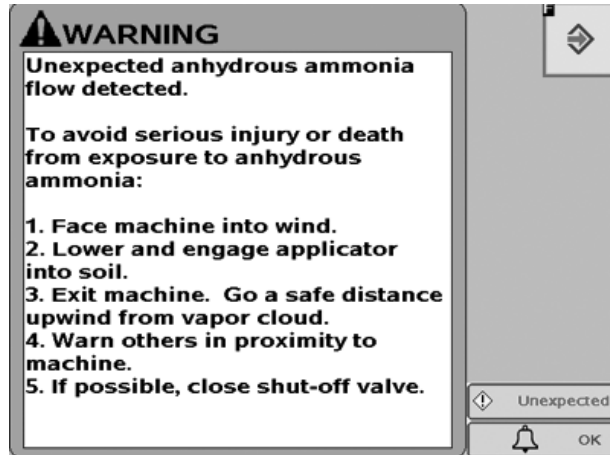 WARNING
Unexpected anhydrous ammonia
flow detected.
To avoid serious injury or death
from exposure to anhydrous
ammonia:
1. Face machine into wind.
2. Lower and engage applicator
into soil.
3. Exit machine. Go a safe distance
upwind from vapor cloud.
4. Warn others in proximity to
machine.
5. If possible, close shut-off valve.
F
Unexpected
OK